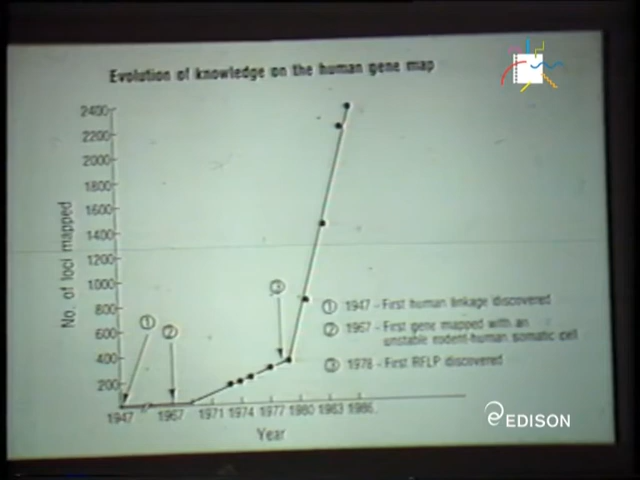 Evolution of knowledge on the human gene map
No. of loci mapped
2400
2200
2000
1800
1600
1400
1200
1000
800
600
400
200
①
②
③
① 1947 - First human linkage discovered
② 1967 - First gene mapped with an
unstable rodent-human somatic cell
③ 1978 - First RFLP discovered
1947 1967 1971 1974 1977 1980 1983 1986
Year
EDISON